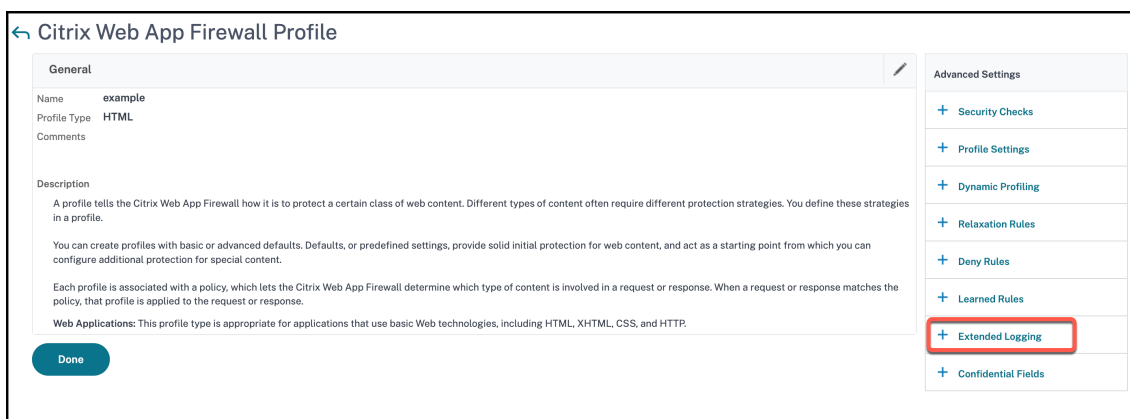 Citrix Web App Firewall Profile
General
Name example
Profile Type HTML
Comments
Description
A profile tells the Citrix Web App Firewall how it is to protect a certain class of web content. Different types of content often require different protection strategies. You define these strategies
in a profile.
You can create profiles with basic or advanced defaults. Defaults, or predefined settings, provide solid initial protection for web content, and act as a starting point from which you can
configure additional protection for special content.
Each profile is associated with a policy, which lets the Citrix Web App Firewall determine which type of content is involved in a request or response. When a request or response matches the
policy, that profile is applied to the request or response.
Web Applications: This profile type is appropriate for applications that use basic Web technologies, including HTML, XHTML, CSS, and HTTP.
Done
Advanced Settings
+ Security Checks
+ Profile Settings
+ Dynamic Profiling
+ Relaxation Rules
+ Deny Rules
+ Learned Rules
+ Extended Logging
+ Confidential Fields